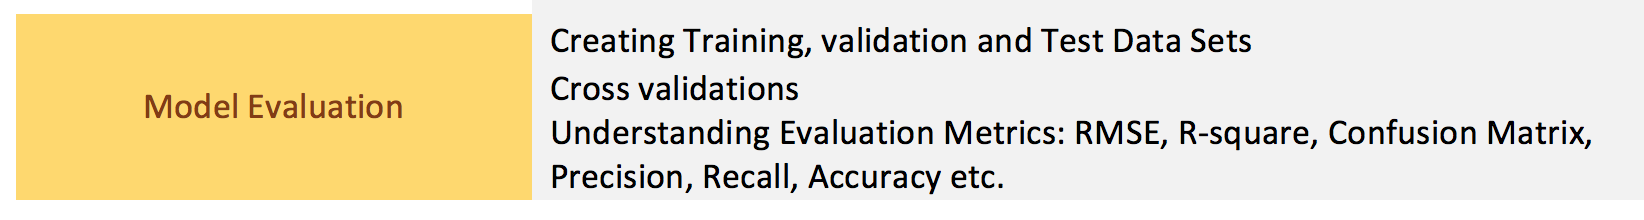 Model Evaluation
Creating Training, validation and Test Data Sets
Cross validations
Understanding Evaluation Metrics: RMSE, R-square, Confusion Matrix,
Precision, Recall, Accuracy etc.